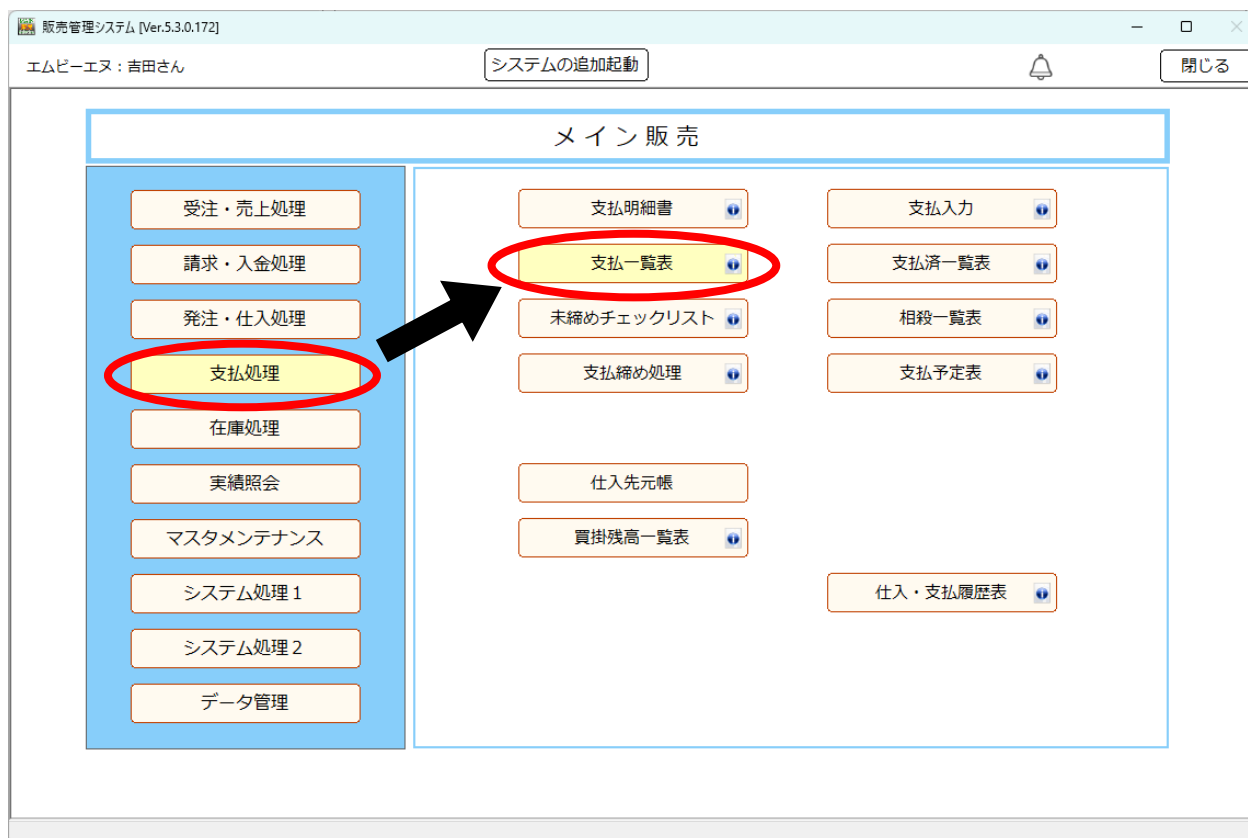 販売管理システム [Ver.5.3.0.172]
エムビーエヌ：吉田さん
システムの追加起動
閉じる
メイン販売
受注・売上処理
請求・入金処理
発注・仕入処理
支払処理
在庫処理
実績照会
マスタメンテナンス
システム処理１
システム処理２
データ管理
支払明細書
支払一覧表
未締めチェックリスト
支払締め処理
仕入先元帳
買掛残高一覧表
支払入力
支払済一覧表
相殺一覧表
支払予定表
仕入・支払履歴表